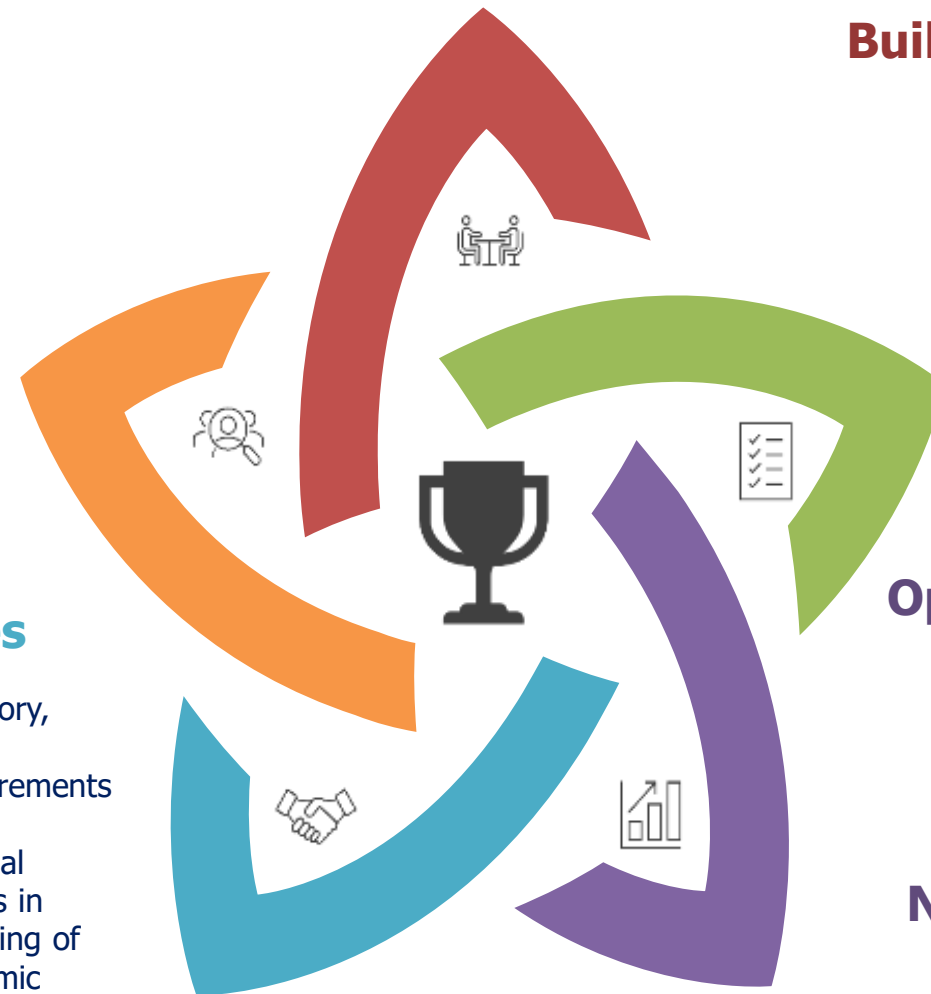 Buil
Op
s
ory,
rements
al
s in
ing of
mic
N